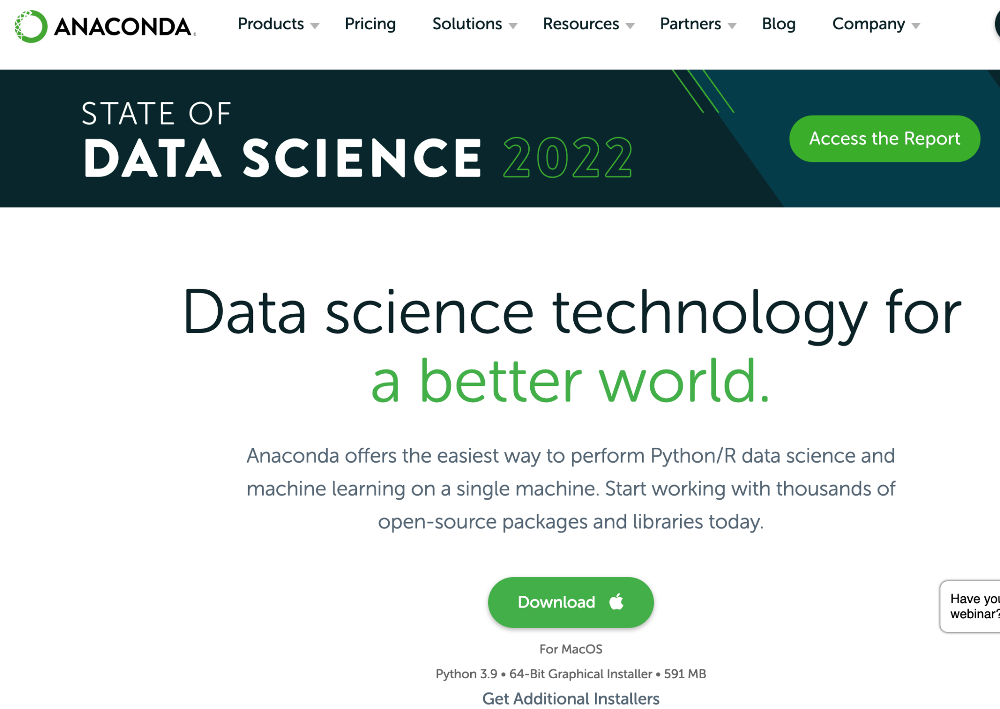 ANACONDA
Products
Pricing
Solutions
Resources
Partners
Blog
Company
STATE OF
DATA SCIENCE 2022
Access the Report
Data science technology for
a better world.
Anaconda offers the easiest way to perform Python/R data science and
machine learning on a single machine. Start working with thousands of
open-source packages and libraries today.
Download
Have
webinar?
For MacOS
Python 3.9 • 64-Bit Graphical Installer • 591 MB
Get Additional Installers